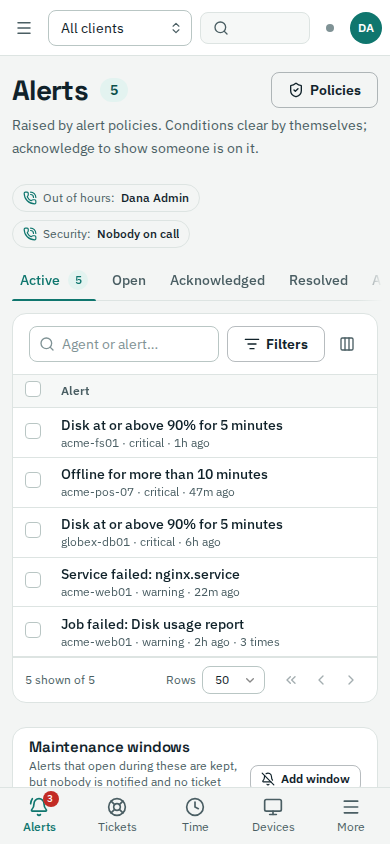 All clients
DA
Alerts 5
Policies
Raised by alert policies. Conditions clear by themselves;
acknowledge to show someone is on it.
Out of hours: Dana Admin
Security: Nobody on call
Active 5 Open Acknowledged Resolved A
Agent or alert...
Filters
Alert
Disk at or above 90% for 5 minutes
acme-fs01 · critical · 1h ago
Offline for more than 10 minutes
acme-pos-07 · critical · 47m ago
Disk at or above 90% for 5 minutes
globex-db01 · critical · 6h ago
Service failed: nginx.service
acme-web01 · warning · 22m ago
Job failed: Disk usage report
acme-web01 · warning · 2h ago · 3 times
5 shown of 5
Rows 50
Maintenance windows
Alerts that open during these are kept,
but nobody is notified and no ticket
Add window
3
Alerts Tickets Time Devices More